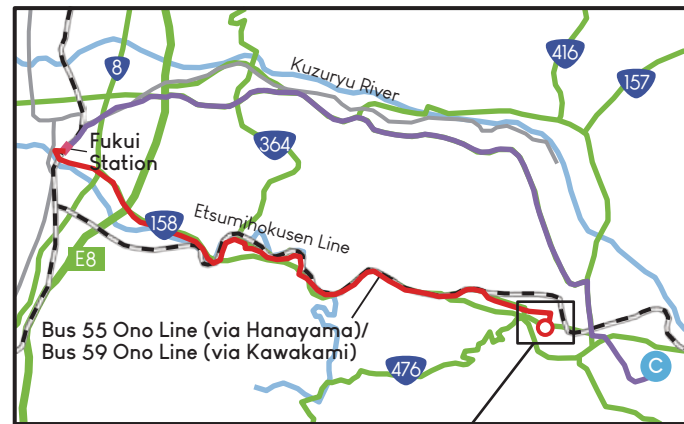 8
416
157
Kuzuryu River
Fukui
Station
364
Etsumihokusen Line
158
E8
Bus 55 Ono Line (via Hanayama)/
Bus 59 Ono Line (via Kawakami)
476
C